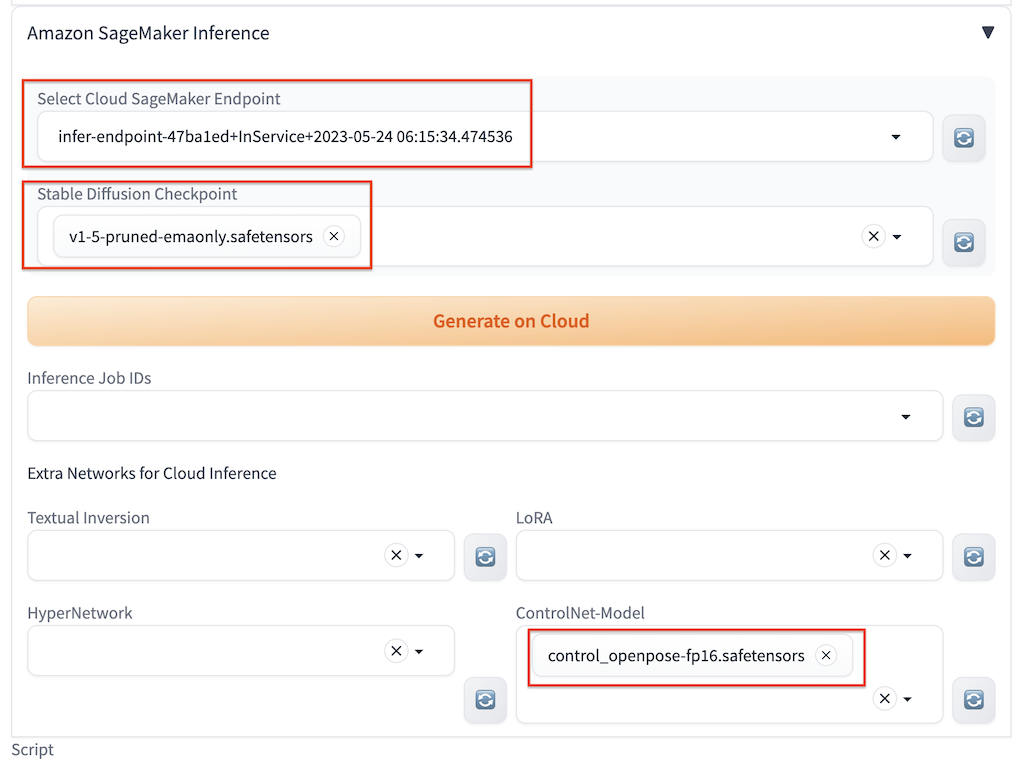 Amazon SageMaker Inference
Select Cloud SageMaker Endpoint
infer-endpoint-47ba1ed+InService+2023-05-24 06:15:34.474536
Stable Diffusion Checkpoint
v1-5-pruned-emaonly.safetensors
Generate on Cloud
Inference Job IDs
Extra Networks for Cloud Inference
Textual Inversion
LoRA
HyperNetwork
ControlNet-Model
control_openpose-fp16.safetensors
Script